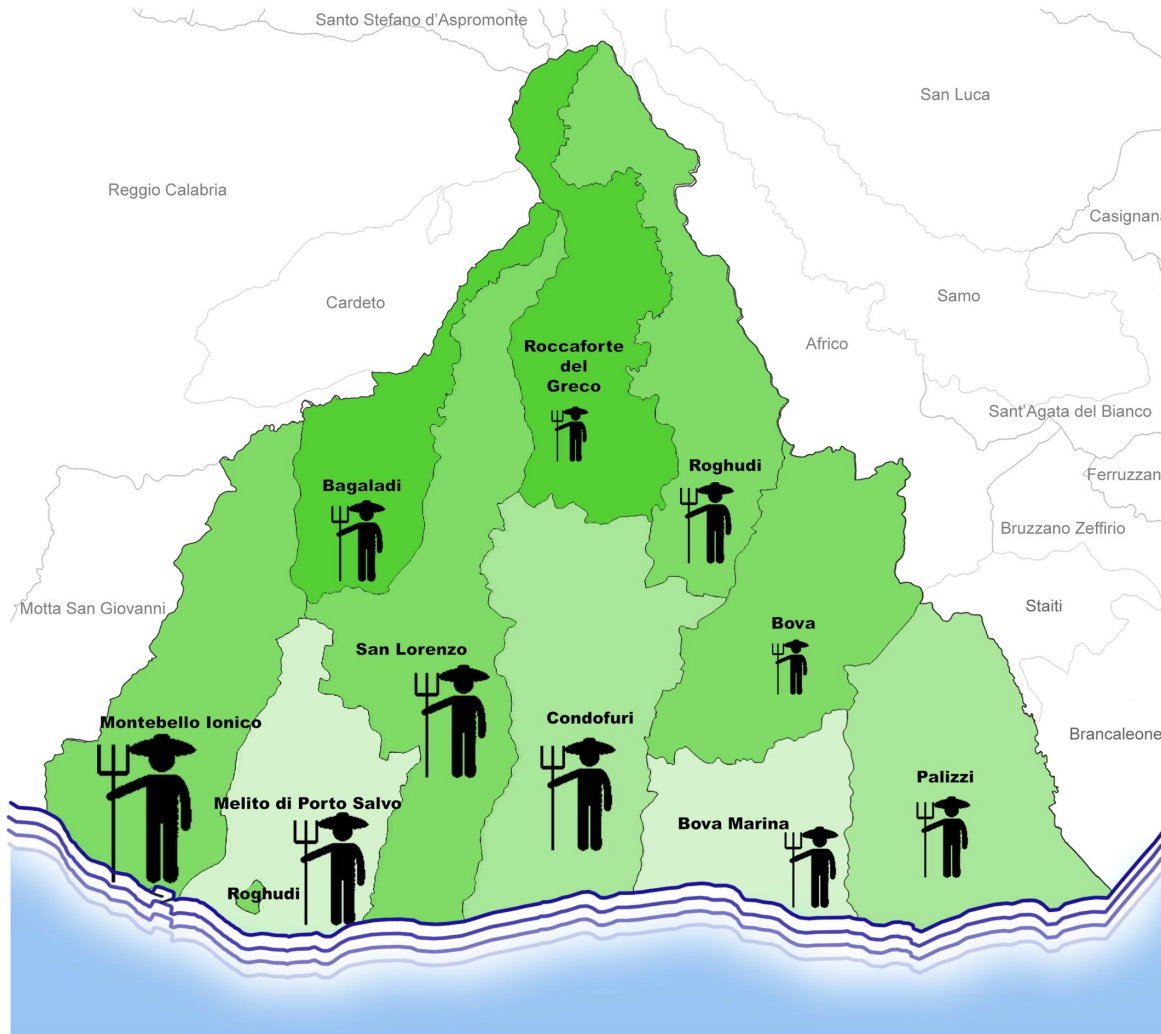 Santo Stefano d'Aspromonte
San Luca
Reggio Calabria
Casignana
Cardeto
Samo
Africo
Roccaforte
del
Greco
Sant'Agata del Bianco
Roghudi
Ferruzzan
Bagaladi
Bruzzano Zeffirio
Motta San Giovanni
Staiti
Bova
San Lorenzo
Montebello Ionico
Condofuri
Brancaleone
Palizzi
Melito di Porto Salvo
Bova Marina
Roghudi